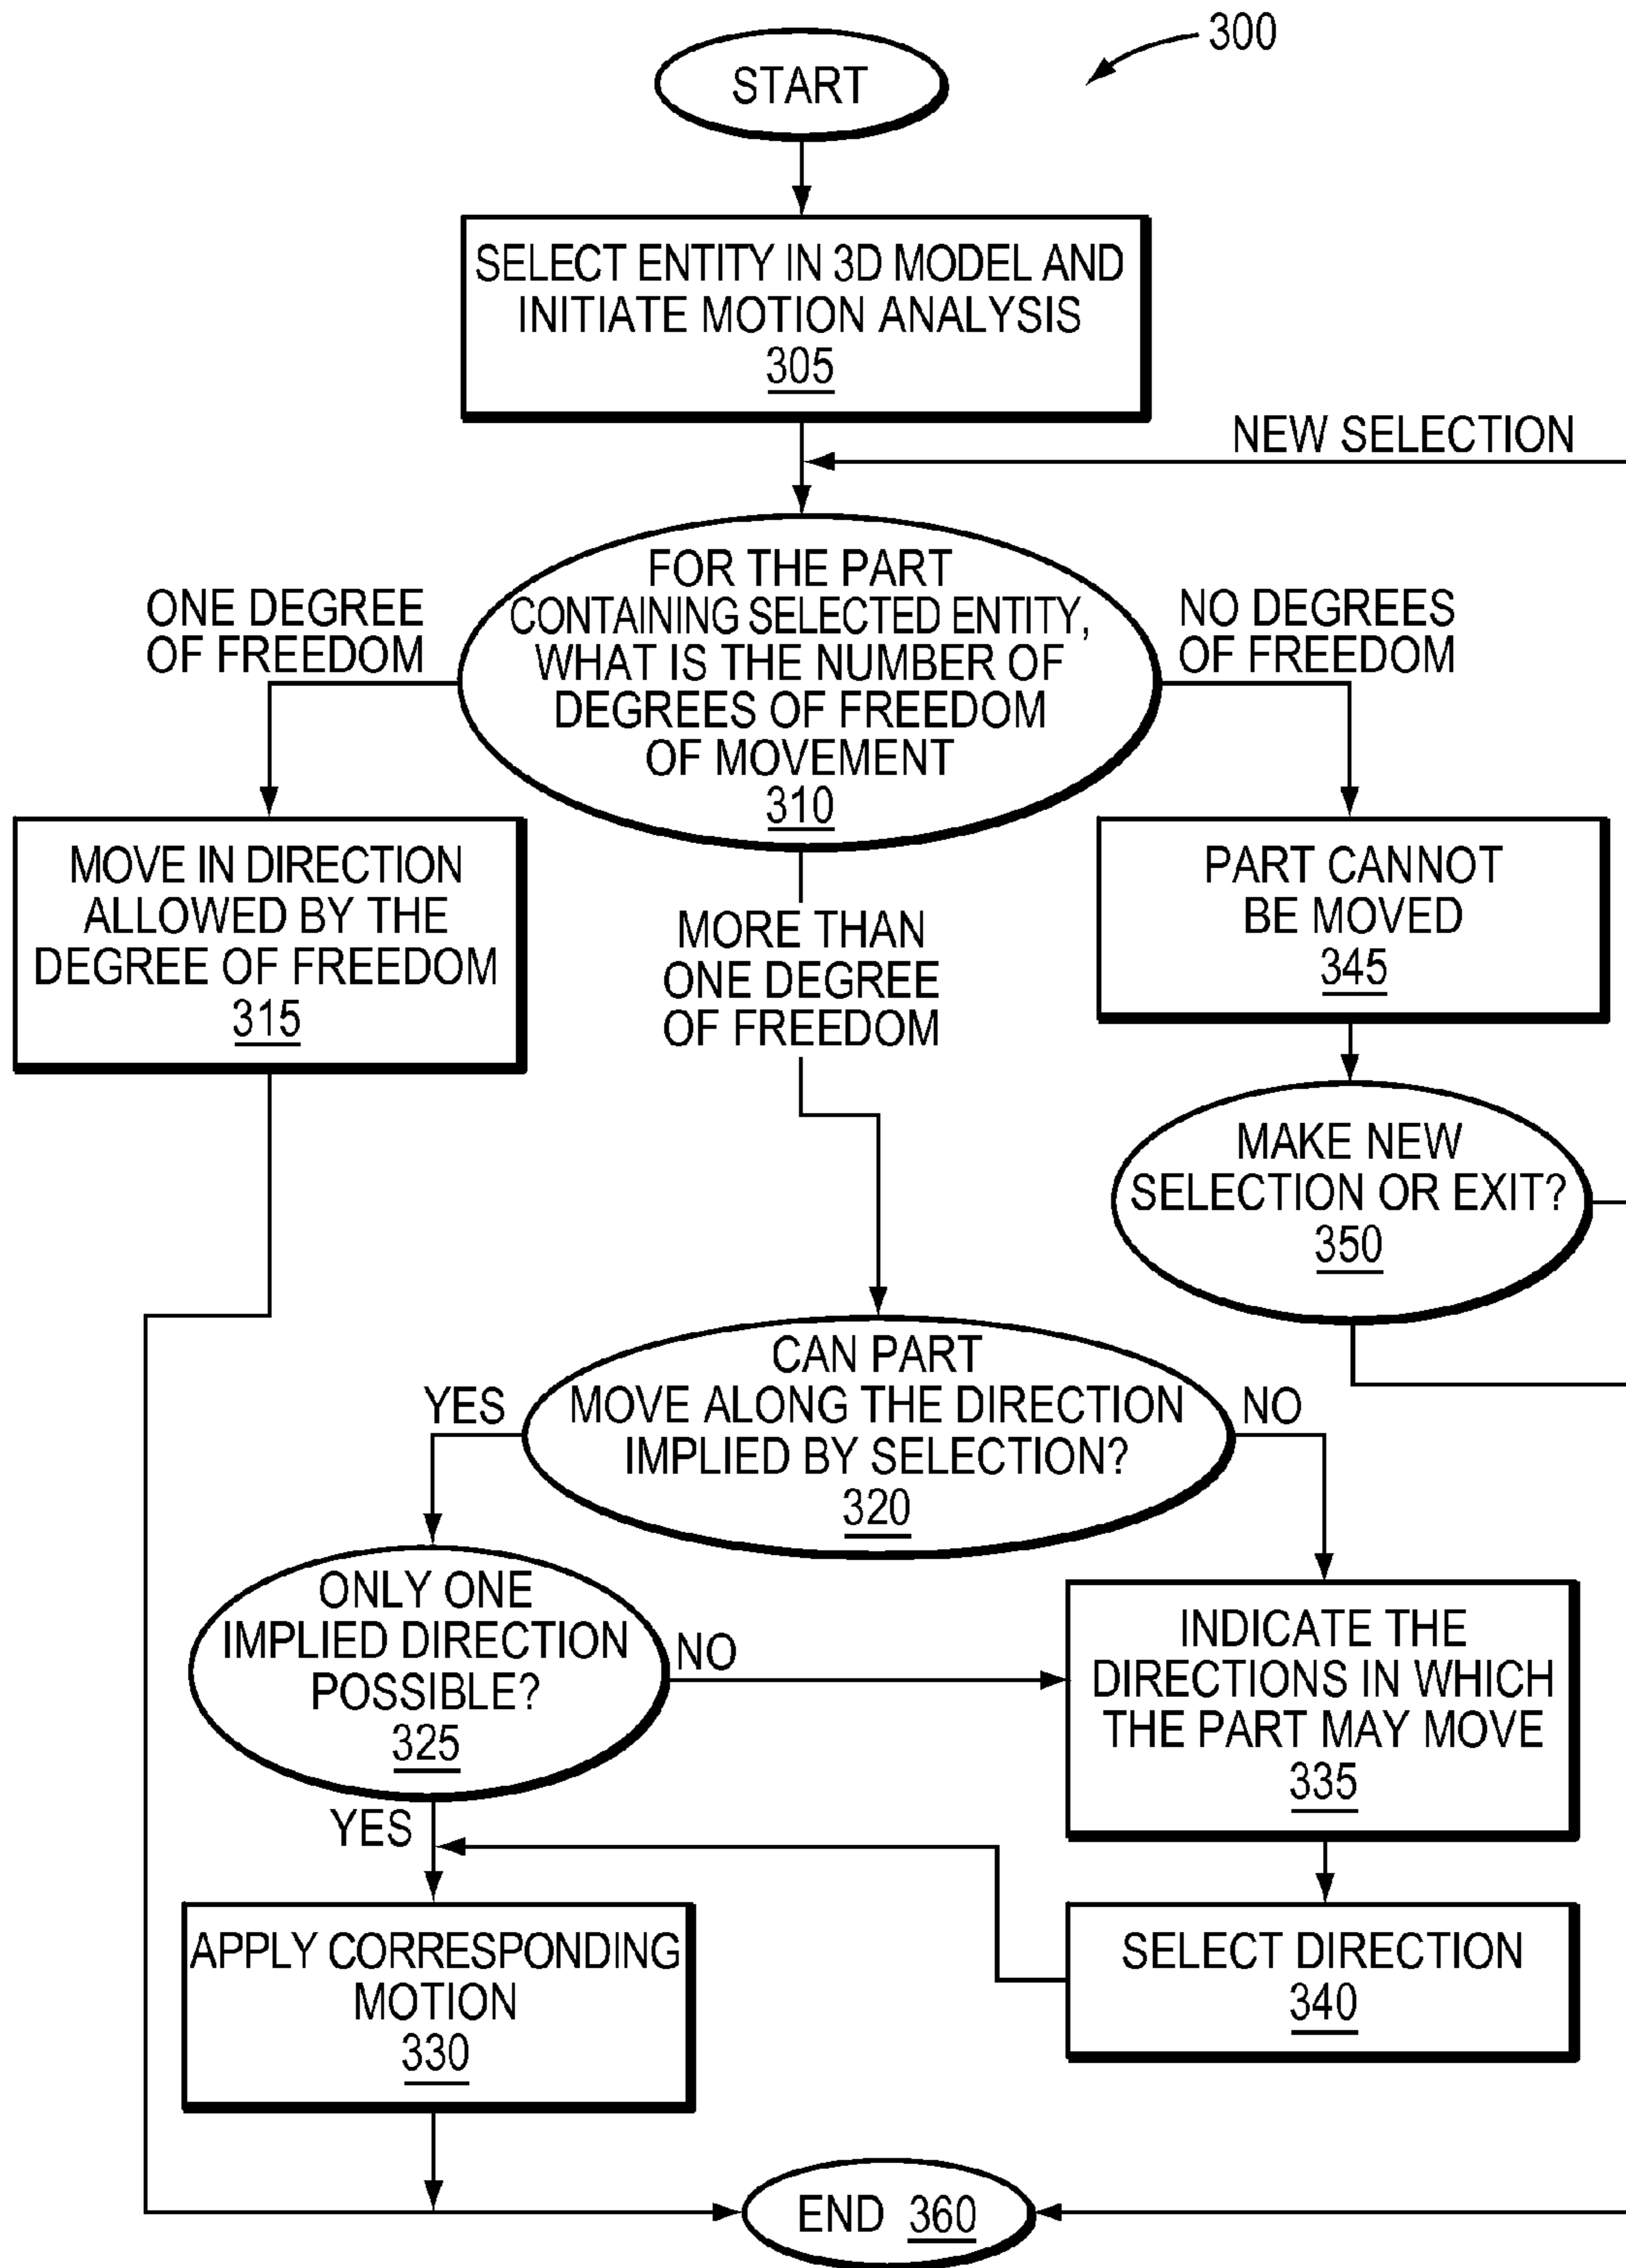 300
START
SELECT ENTITY IN 3D MODEL AND
INITIATE MOTION ANALYSIS
305
NEW SELECTION
FOR THE PART
CONTAINING SELECTED ENTITY,
WHAT IS THE NUMBER OF
DEGREES OF FREEDOM
OF MOVEMENT
310
ONE DEGREE
OF FREEDOM
NO DEGREES
OF FREEDOM
MOVE IN DIRECTION
ALLOWED BY THE
DEGREE OF FREEDOM
315
MORE THAN
ONE DEGREE
OF FREEDOM
PART CANNOT
BE MOVED
345
MAKE NEW
SELECTION OR EXIT?
350
CAN PART
MOVE ALONG THE DIRECTION
IMPLIED BY SELECTION?
320
YES
NO
ONLY ONE
IMPLIED DIRECTION
POSSIBLE?
325
NO
YES
INDICATE THE
DIRECTIONS IN WHICH
THE PART MAY MOVE
335
APPLY CORRESPONDING
MOTION
330
SELECT DIRECTION
340
END 360